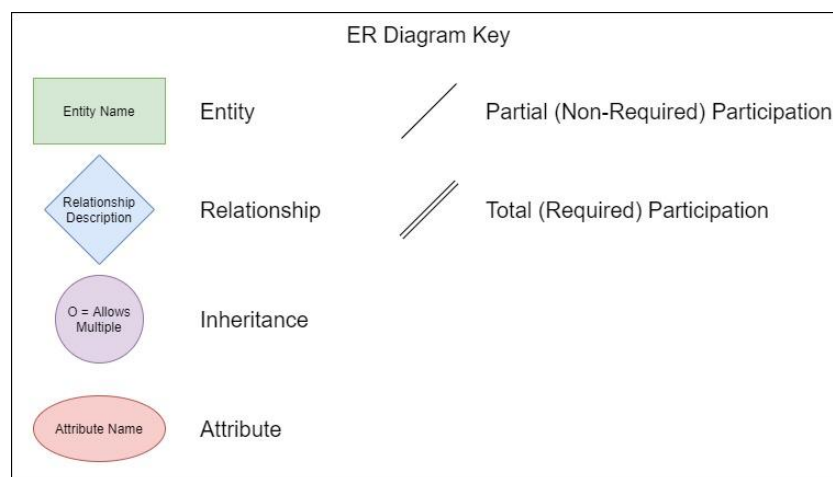 ER Diagram Key
Entity Name
Entity
Partial (Non-Required) Participation
Relationship
Description
Relationship
Total (Required) Participation
O = Allows
Multiple
Inheritance
Attribute Name
Attribute